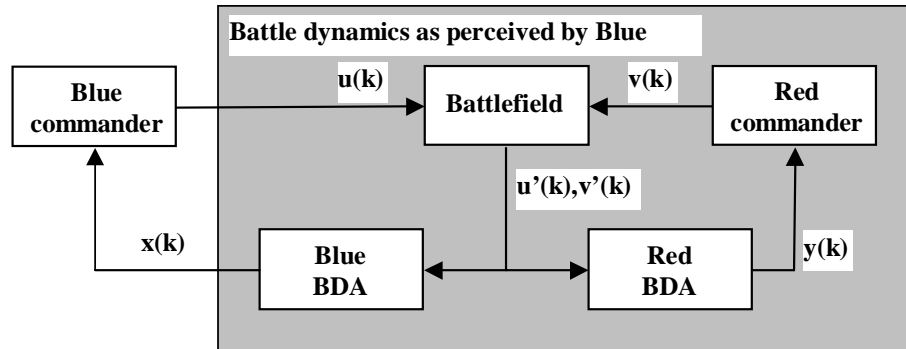 Battle dynamics as perceived by Blue
u(k)
v(k)
Blue
commander
Battlefield
Red
commander
u’(k),v’(k)
x(k)
Blue
BDA
Red
BDA
y(k)